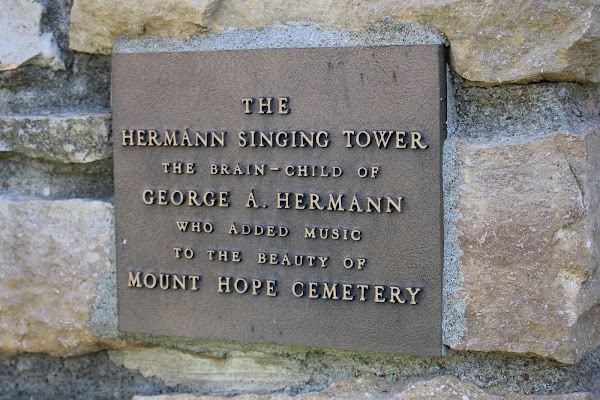 THE
HERMANN SINGING TOWER
THE BRAIN-CHILD OF
GEORGE A. HERMANN
WHO ADDED MUSIC
TO THE BEAUTY OF
MOUNT HOPE CEMETERY